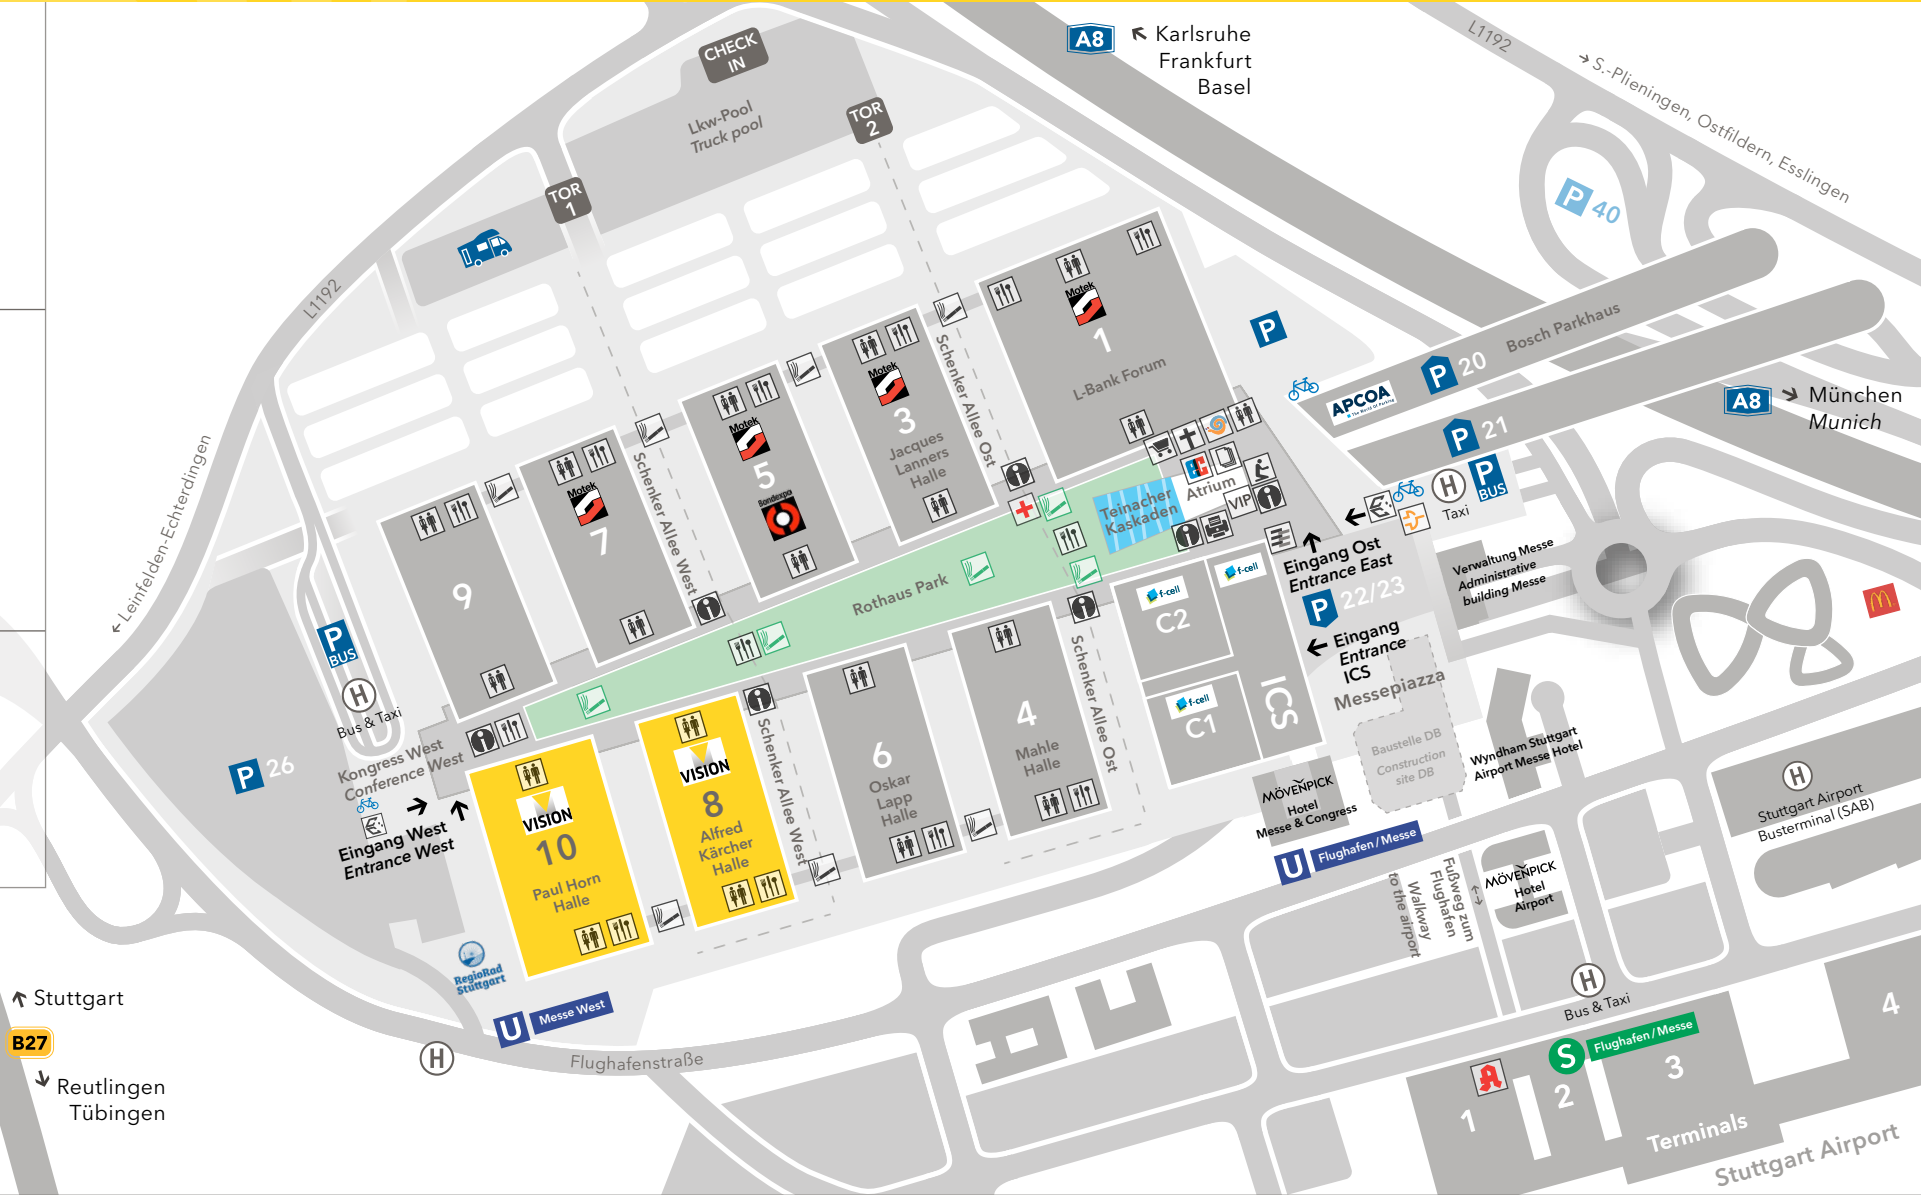 A8
Karlsruhe
Frankfurt
Basel
L1192
S.-Plieningen, Ostfildern, Esslingen
CHECK
IN
Lkw-Pool
Truck pool
TOR
2
TOR
1
P 40
L1192
Leinfelden-Echterdingen
Motek
1
L-Bank Forum
P
Bosch Parkhaus
P 20
APCOA
P 21
A8
München
Munich
Schenker Allee Ost
Motek
3
Jacques
Lanners
Halle
Motek
5
Bondexpo
Schenker Allee West
Motek
7
9
Teinacher
Kaskaden
Atrium
VIP
H
Taxi
P
BUS
Eingang Ost
Entrance East
P 22/23
Verwaltung Messe
Administrative
building Messe
Rothaus Park
f-cell
C2
f-cell
f-cell
C1
ICS
Eingang
Entrance
ICS
Messepiazza
P
BUS
H
Bus & Taxi
Kongress West
Conference West
P 26
Eingang West
Entrance West
VISION
10
Paul Horn
Halle
VISION
8
Alfred
Kärcher
Halle
Schenker Allee West
6
Oskar
Lapp
Halle
4
Mahle
Halle
Schenker Allee Ost
Baustelle DB
Construction
site DB
Wyndham Stuttgart
Airport Messe Hotel
MÖVENPICK
Hotel
Messe & Congress
U Flughafen / Messe
H
Stuttgart Airport
Busterminal (SAB)
MÖVENPICK
Hotel
Airport
Fußweg zum
Flughafen
Walkway
to the airport
RegioRad
Stuttgart
U Messe West
H
Flughafenstraße
Stuttgart
B27
Reutlingen
Tübingen
H
Bus & Taxi
S Flughafen / Messe
1
2
3
4
Terminals
Stuttgart Airport